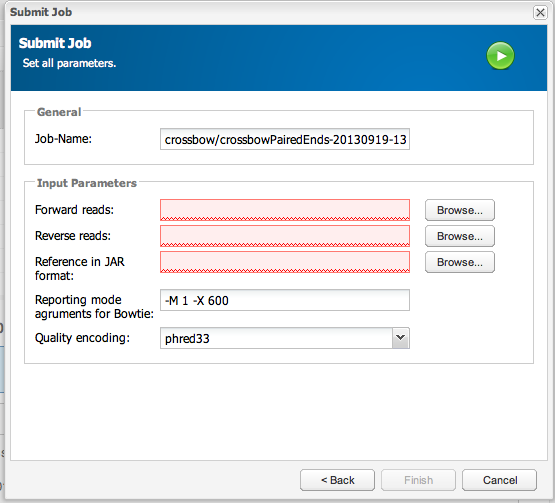 Submit Job
Submit Job
Set all parameters.
General
Job-Name:
crossbow/crossbowPairedEnds-20130919-13
Input Parameters
Forward reads:
Browse...
Reverse reads:
Browse...
Reference in JAR
format:
Browse...
Reporting mode
agruments for Bowtie:
-M 1 -X 600
Quality encoding:
phred33
< Back
Finish
Cancel